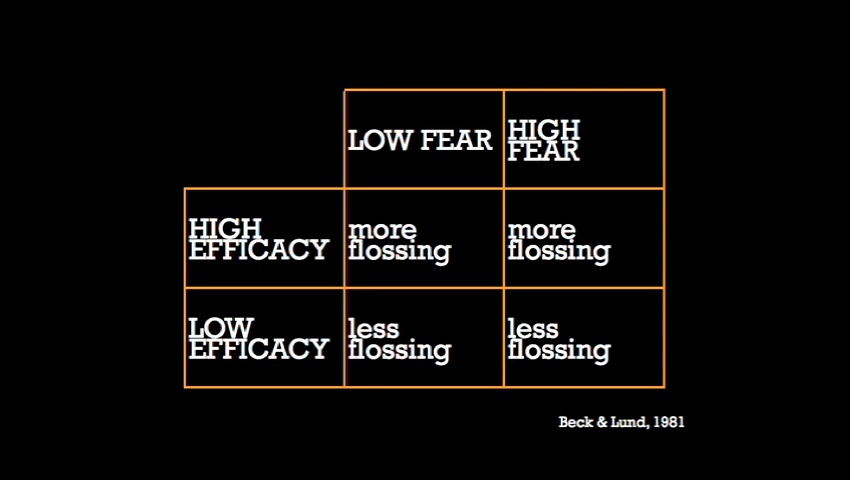 LOW FEAR
HIGH
FEAR
HIGH
EFFICACY
more
flossing
more
flossing
LOW
EFFICACY
less
flossing
less
flossing
Beck & Lund, 1981